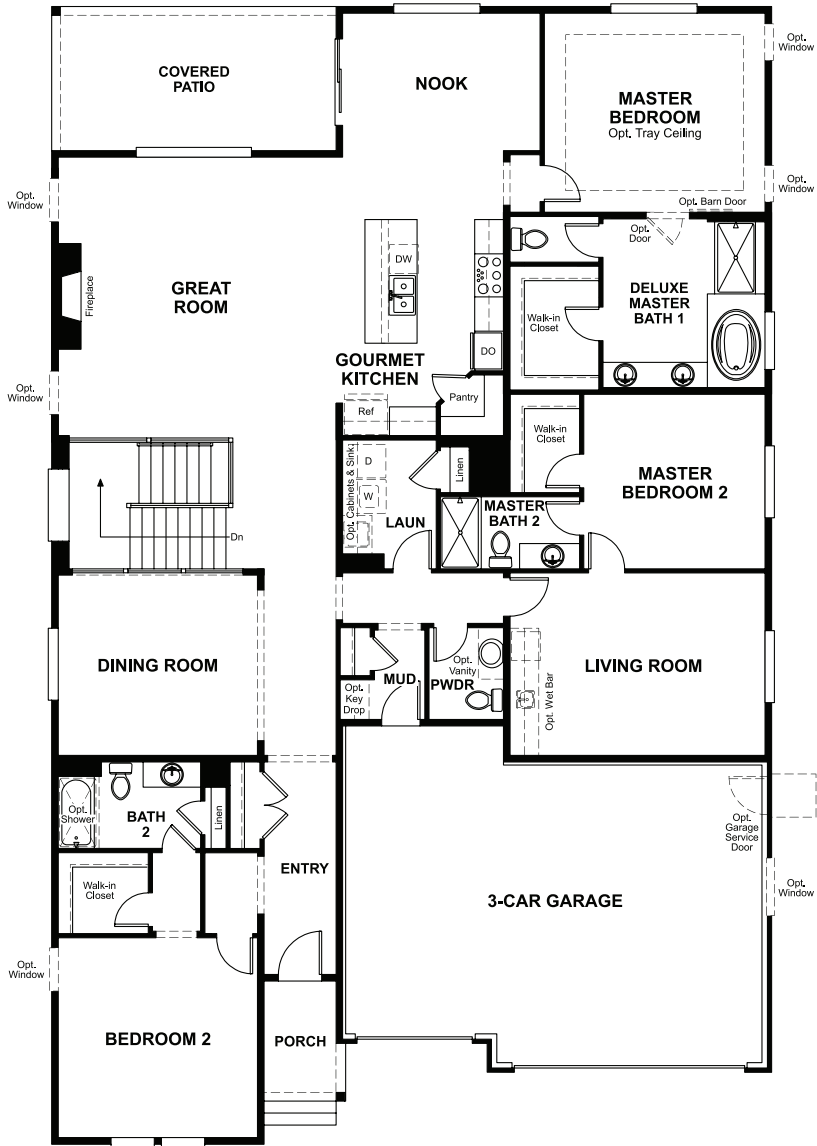 COVERED
PATIO
NOOK
MASTER
BEDROOM
Opt. Tray Ceiling
Opt.
Window
Opt.
Window
Opt.
Window
Opt. Barn Door
Opt.
Door
GREAT
ROOM
Fireplace
DW
DO
GOURMET
KITCHEN
Pantry
Ref
Walk-in
Closet
DELUXE
MASTER
BATH 1
Opt.
Window
Walk-in
Closet
MASTER
BEDROOM 2
Opt. Cabinets & Sink
D
W
Linen
LAUN
MASTER
BATH 2
Dn
DINING ROOM
MUD
Opt.
Key
Drop
Opt.
Vanity
PWDR
Opt. Wet Bar
LIVING ROOM
Opt.
Shower
BATH
2
Linen
Opt.
Garage
Service
Door
Walk-in
Closet
ENTRY
3-CAR GARAGE
Opt.
Window
Opt.
Window
BEDROOM 2
PORCH